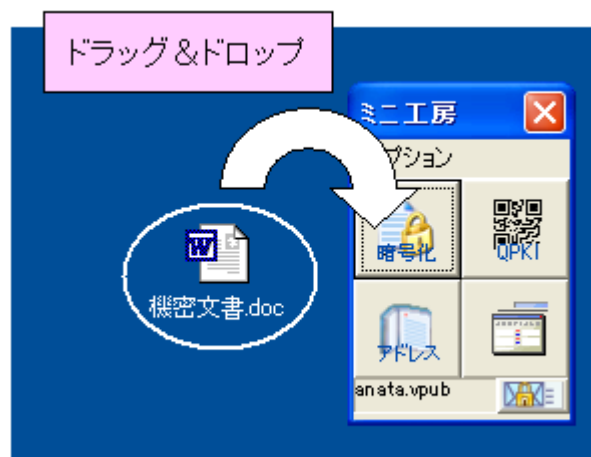 ドラッグ＆ドロップ
ミニ工房
プション
暗号化
QPKI
機密文書.doc
アドレス
anata.vpub